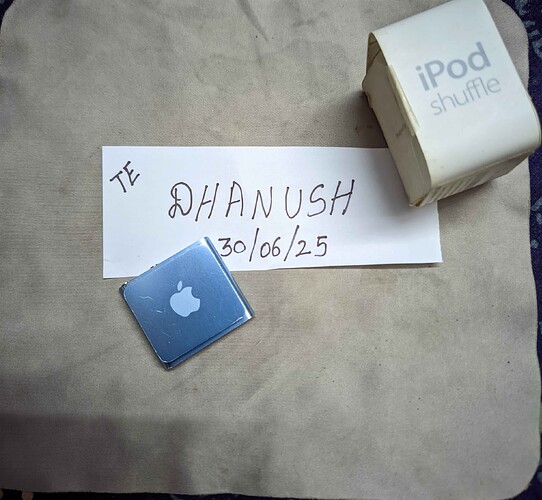 iPod
shuffle
TE
DHANUSH
30/06/25